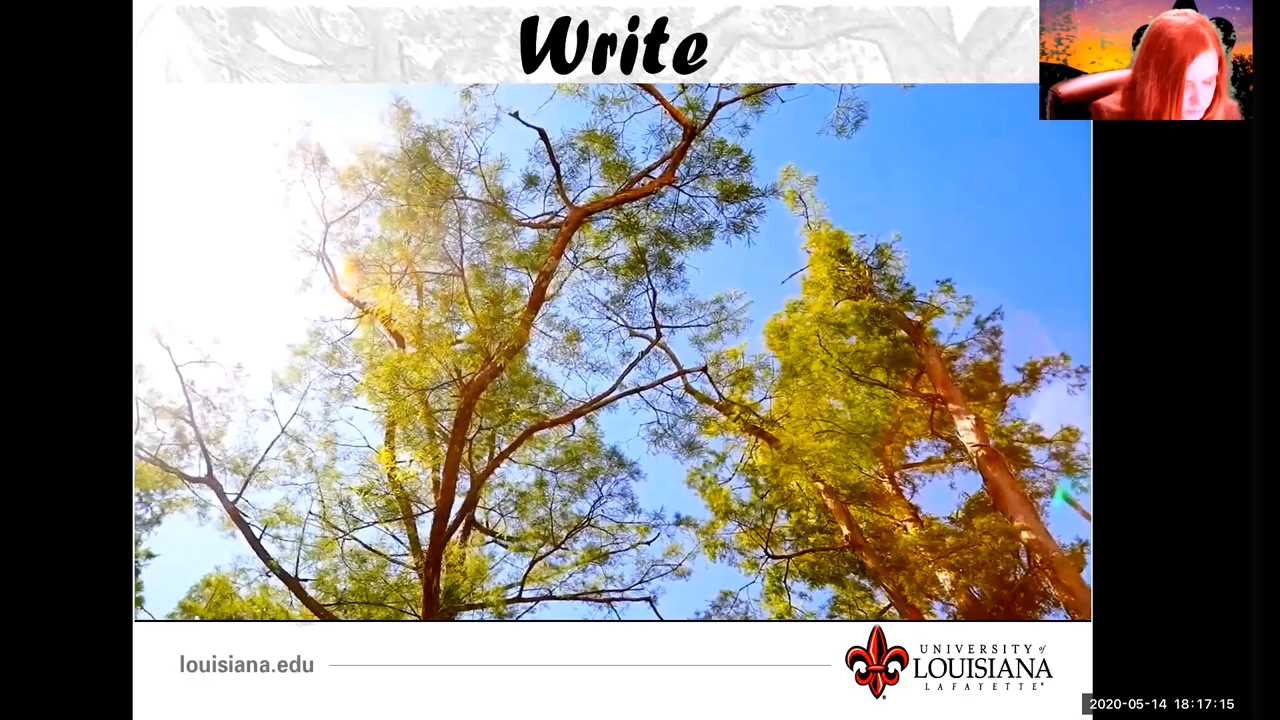 Write
louisiana.edu
UNIVERSITY of
LOUISIANA
LAFAYETTE
2020-05-14 18:17:15